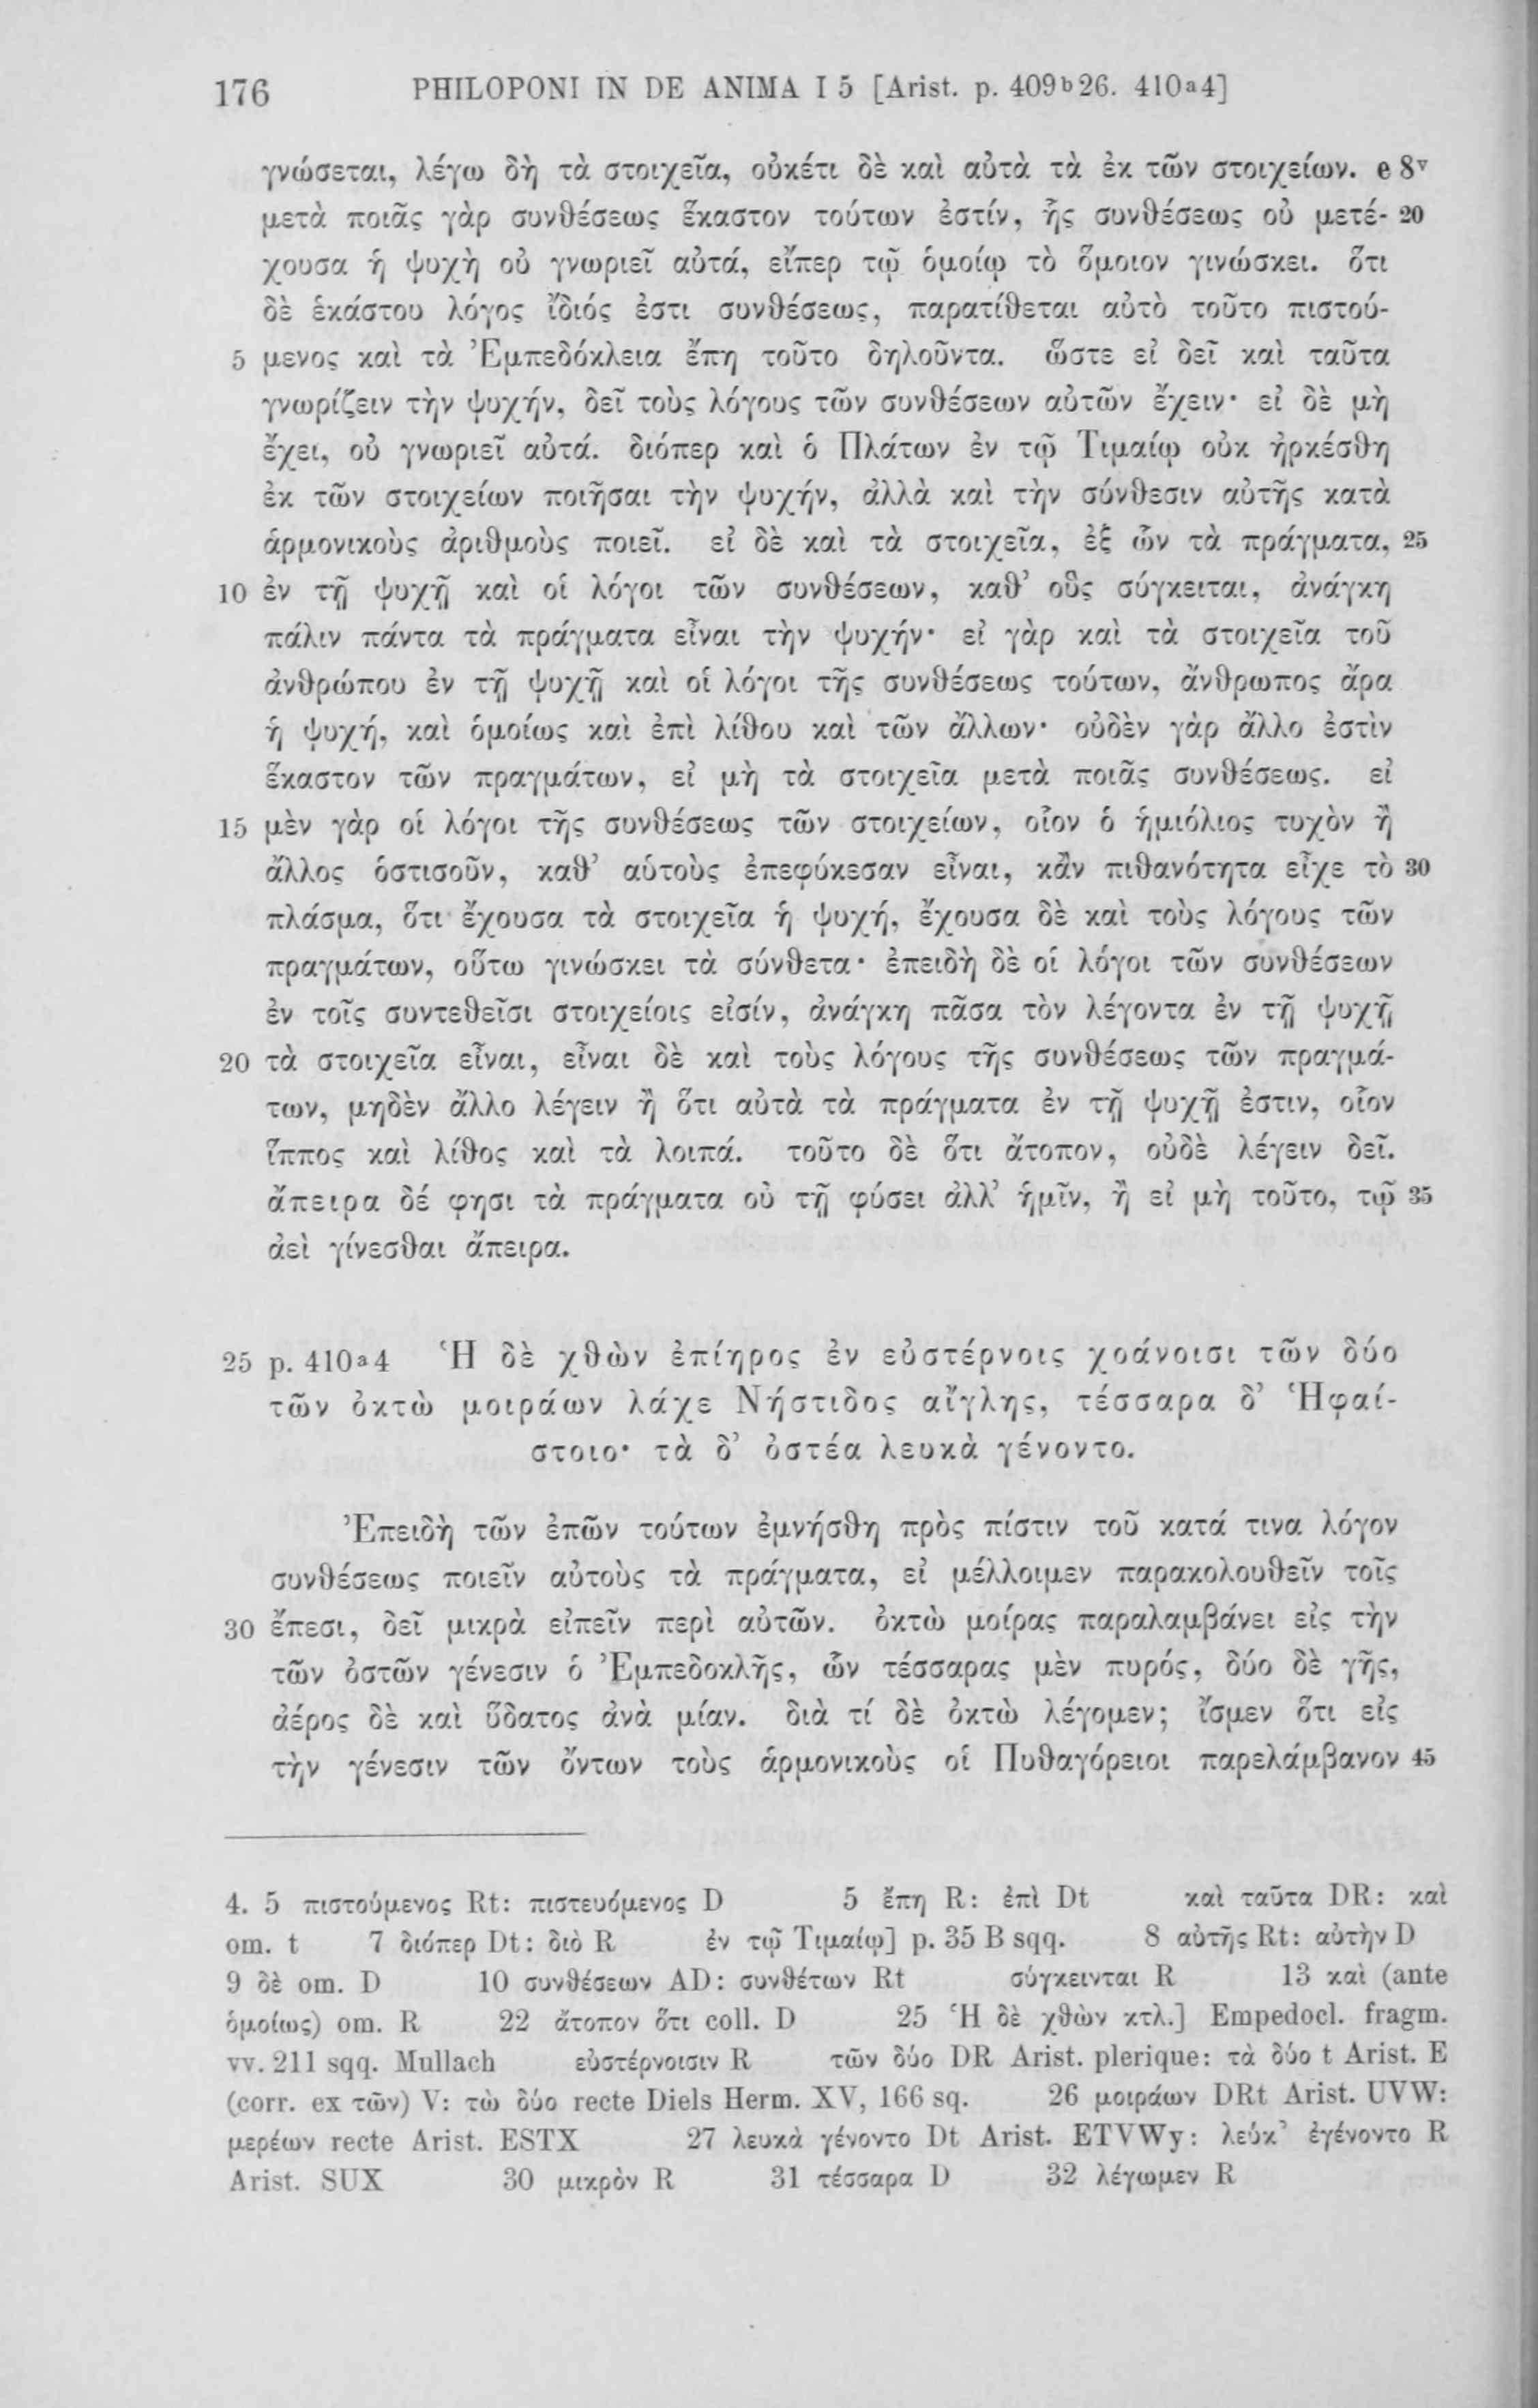 176 PHILOPONI IN DE ANIMA I 5 [Arist. p. 409b26. 410a4]
γνώσεται, λέγω δὴ τὰ στοιχεῖα, οὐκέτι δὲ καὶ αὐτὰ τὰ ἐκ τῶν στοιχείων. e 8v
μετὰ ποιᾶς γὰρ συνθέσεως ἕκαστον τούτων ἐστίν, ἧς συνθέσεως οὐ μετέ- 20
χουσα ἡ ψυχὴ οὐ γνωριεῖ αὐτά, εἴπερ τῷ ὁμοίῳ τὸ ὅμοιον γινώσκει. ὅτι
δὲ ἑκάστου λόγος ἴδιός ἐστι συνθέσεως, παρατίθεται αὐτὸ τοῦτο πιστού-
5 μενος καὶ τὰ Ἐμπεδόκλεια ἔπη τοῦτο δηλοῦντα. ὥστε εἰ δεῖ καὶ ταῦτα
γνωρίζειν τὴν ψυχήν, δεῖ τοὺς λόγους τῶν συνθέσεων αὐτῶν ἔχειν· εἰ δὲ μὴ
ἔχει, οὐ γνωριεῖ αὐτά. διόπερ καὶ ὁ Πλάτων ἐν τῷ Τιμαίῳ οὐκ ἠρκέσθη
ἐκ τῶν στοιχείων ποιῆσαι τὴν ψυχήν, ἀλλὰ καὶ τὴν σύνθεσιν αὐτῆς κατὰ
ἁρμονικοὺς ἀριθμοὺς ποιεῖ. εἰ δὲ καὶ τὰ στοιχεῖα, ἐξ ὧν τὰ πράγματα, 25
10 ἐν τῇ ψυχῇ καὶ οἱ λόγοι τῶν συνθέσεων, καθ’ οὓς σύγκειται, ἀνάγκη
πάλιν πάντα τὰ πράγματα εἶναι τὴν ψυχήν· εἰ γὰρ καὶ τὰ στοιχεῖα τοῦ
ἀνθρώπου ἐν τῇ ψυχῇ καὶ οἱ λόγοι τῆς συνθέσεως τούτων, ἄνθρωπος ἄρα
ἡ ψυχή, καὶ ὁμοίως καὶ ἐπὶ λίθου καὶ τῶν ἄλλων· οὐδὲν γὰρ ἄλλο ἐστὶν
ἕκαστον τῶν πραγμάτων, εἰ μὴ τὰ στοιχεῖα μετὰ ποιᾶς συνθέσεως. εἰ
15 μὲν γὰρ οἱ λόγοι τῆς συνθέσεως τῶν στοιχείων, οἷον ὁ ἡμιόλιος τυχὸν ἢ
ἄλλος ὁστισοῦν, καθ’ αὑτοὺς ἐπεφύκεσαν εἶναι, κἂν πιθανότητα εἶχε τὸ 30
πλάσμα, ὅτι ἔχουσα τὰ στοιχεῖα ἡ ψυχή, ἔχουσα δὲ καὶ τοὺς λόγους τῶν
πραγμάτων, οὕτω γινώσκει τὰ σύνθετα· ἐπειδὴ δὲ οἱ λόγοι τῶν συνθέσεων
ἐν τοῖς συντεθεῖσι στοιχείοις εἰσίν, ἀνάγκη πᾶσα τὸν λέγοντα ἐν τῇ ψυχῇ
20 τὰ στοιχεῖα εἶναι, εἶναι δὲ καὶ τοὺς λόγους τῆς συνθέσεως τῶν πραγμά-
των, μηδὲν ἄλλο λέγειν ἢ ὅτι αὐτὰ τὰ πράγματα ἐν τῇ ψυχῇ ἐστιν, οἷον
ἵππος καὶ λίθος καὶ τὰ λοιπά. τοῦτο δὲ ὅτι ἄτοπον, οὐδὲ λέγειν δεῖ.
ἄπειρα δέ φησι τὰ πράγματα οὐ τῇ φύσει ἀλλ’ ἡμῖν, ἢ εἰ μὴ τοῦτο, τῷ 35
ἀεὶ γίνεσθαι ἄπειρα.
25 p. 410a4 Ἡ δὲ χθὼν ἐπίηρος ἐν εὐστέρνοις χοάνοισι τῶν δύο
τῶν ὀκτὼ μοιράων λάχε Νήστιδος αἴγλης, τέσσαρα δ’ Ἡφαί-
στοιο· τὰ δ’ ὀστέα λευκὰ γένοντο.
Ἐπειδὴ τῶν ἐπῶν τούτων ἐμνήσθη πρὸς πίστιν τοῦ κατά τινα λόγον
συνθέσεως ποιεῖν αὐτοὺς τὰ πράγματα, εἰ μέλλοιμεν παρακολουθεῖν τοῖς
30 ἔπεσι, δεῖ μικρὰ εἰπεῖν περὶ αὐτῶν. ὀκτὼ μοίρας παραλαμβάνει εἰς τὴν
τῶν ὀστῶν γένεσιν ὁ Ἐμπεδοκλῆς, ὧν τέσσαρας μὲν πυρός, δύο δὲ γῆς,
ἀέρος δὲ καὶ ὕδατος ἀνὰ μίαν. διὰ τί δὲ ὀκτὼ λέγομεν; ἴσμεν ὅτι εἰς
τὴν γένεσιν τῶν ὄντων τοὺς ἁρμονικοὺς οἱ Πυθαγόρειοι παρελάμβανον 45
4. 5 πιστούμενος Rt: πιστευόμενος D 5 ἔπη R: ἐπὶ Dt καὶ ταῦτα DR: καὶ
om. t 7 διόπερ Dt: διὸ R ἐν τῷ Τιμαίῳ] p. 35 B sqq. 8 αὐτῆς Rt: αὐτὴν D
9 δὲ om. D 10 συνθέσεων AD: συνθέτων Rt σύγκεινται R 13 καὶ (ante
ὁμοίως) om. R 22 ἄτοπον ὅτι coll. D 25 Ἡ δὲ χθὼν κτλ.] Empedocl. fragm.
vv. 211 sqq. Mullach εὐστέρνοισιν R τῶν δύο DR Arist. plerique: τὰ δύο t Arist. E
(corr. ex τῶν) V: τὼ δύο recte Diels Herm. XV, 166 sq. 26 μοιράων DRt Arist. UVW:
μερέων recte Arist. ESTX 27 λευκὰ γένοντο Dt Arist. ETVWy: λεύκ’ ἐγένοντο R
Arist. SUX 30 μικρὸν R 31 τέσσαρα D 32 λέγωμεν R